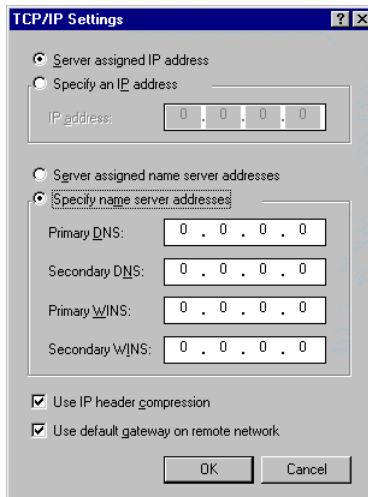 TCP/IP Settings
Server assigned IP address
Specify an IP address
IP address: 0 . 0 . 0 . 0
Server assigned name server addresses
Specify name server addresses
Primary DNS: 0 . 0 . 0 . 0
Secondary DNS: 0 . 0 . 0 . 0
Primary WINS: 0 . 0 . 0 . 0
Secondary WINS: 0 . 0 . 0 . 0
Use IP header compression
Use default gateway on remote network
OK Cancel